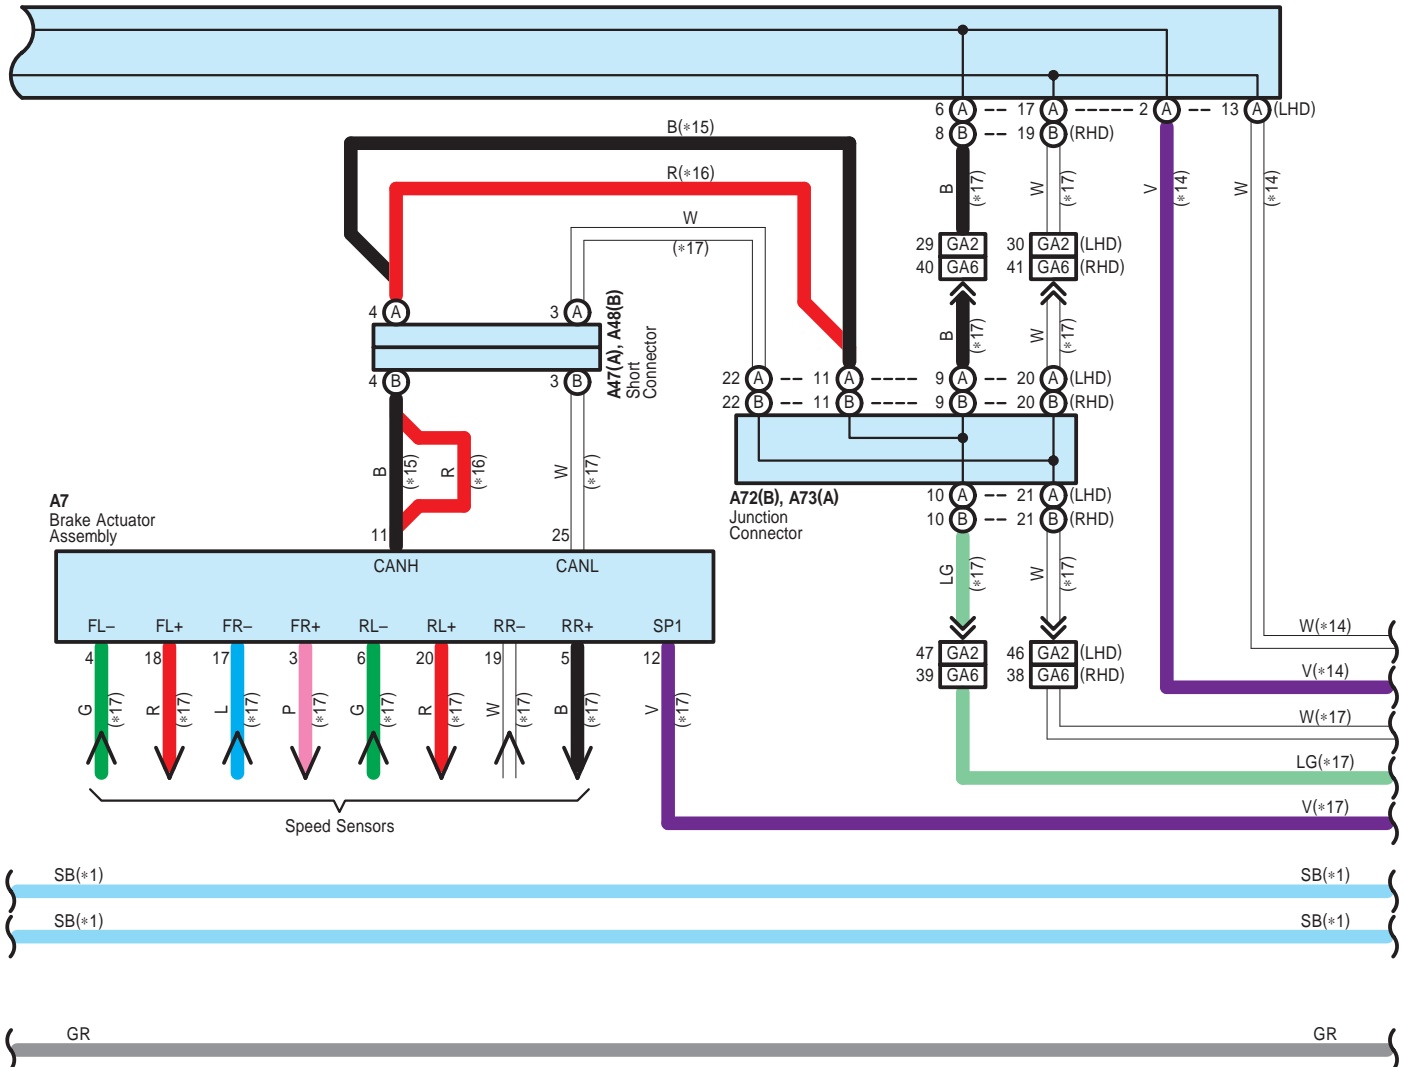 6 A 17 A 2 A 13 A (LHD)
8 B 19 B (RHD)
B(*15)
R(*16)
W
(*17)
B (*17) W (*17) V (*14) W (*14)
29 GA2 30 GA2 (LHD)
40 GA6 41 GA6 (RHD)
4 A 3 A
A47(A), A48(B)
Short
Connector
B (*17) W (*17)
4 B 3 B
22 A 11 A 9 A 20 A (LHD)
22 B 11 B 9 B 20 B (RHD)
B (*15) R (*16) W (*17)
A72(B), A73(A)
Junction
Connector
10 A 21 A (LHD)
10 B 21 B (RHD)
A7
Brake Actuator
Assembly
11 25
CANH CANL
LG (*17) W (*17)
FL– FL+ FR– FR+ RL– RL+ RR– RR+ SP1
4 18 17 3 6 20 19 5 12
G (*17) R (*17) L (*17) P (*17) G (*17) R (*17) W (*17) B (*17) V (*17)
47 GA2 46 GA2 (LHD)
39 GA6 38 GA6 (RHD)
W(*14)
V(*14)
W(*17)
LG(*17)
V(*17)
Speed Sensors
SB(*1) SB(*1)
SB(*1) SB(*1)
GR GR